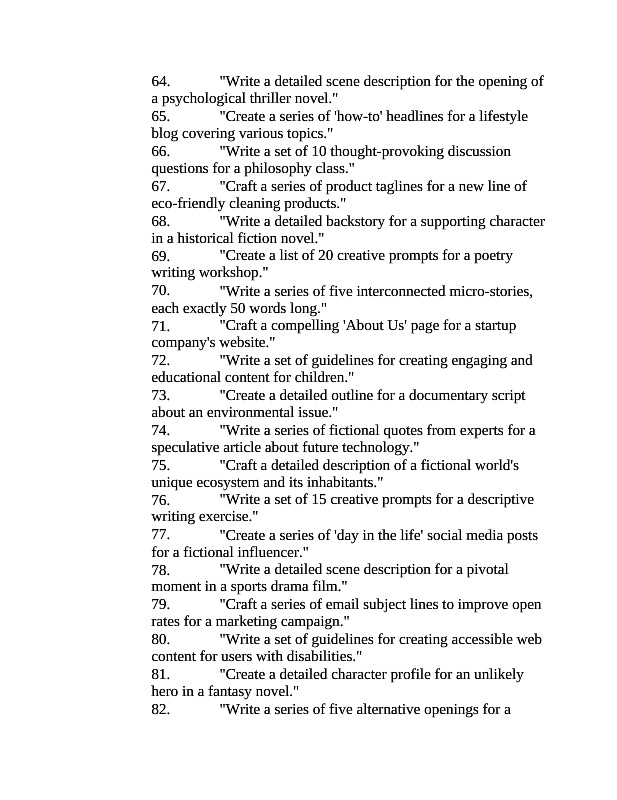 64. "Write a detailed scene description for the opening of
a psychological thriller novel."
65. "Create a series of 'how-to' headlines for a lifestyle
blog covering various topics."
66. "Write a set of 10 thought-provoking discussion
questions for a philosophy class."
67. "Craft a series of product taglines for a new line of
eco-friendly cleaning products."
68. "Write a detailed backstory for a supporting character
in a historical fiction novel."
69. "Create a list of 20 creative prompts for a poetry
writing workshop."
70. "Write a series of five interconnected micro-stories,
each exactly 50 words long."
71. "Craft a compelling 'About Us' page for a startup
company's website."
72. "Write a set of guidelines for creating engaging and
educational content for children."
73. "Create a detailed outline for a documentary script
about an environmental issue."
74. "Write a series of fictional quotes from experts for a
speculative article about future technology."
75. "Craft a detailed description of a fictional world's
unique ecosystem and its inhabitants."
76. "Write a set of 15 creative prompts for a descriptive
writing exercise."
77. "Create a series of 'day in the life' social media posts
for a fictional influencer."
78. "Write a detailed scene description for a pivotal
moment in a sports drama film."
79. "Craft a series of email subject lines to improve open
rates for a marketing campaign."
80. "Write a set of guidelines for creating accessible web
content for users with disabilities."
81. "Create a detailed character profile for an unlikely
hero in a fantasy novel."
82. "Write a series of five alternative openings for a